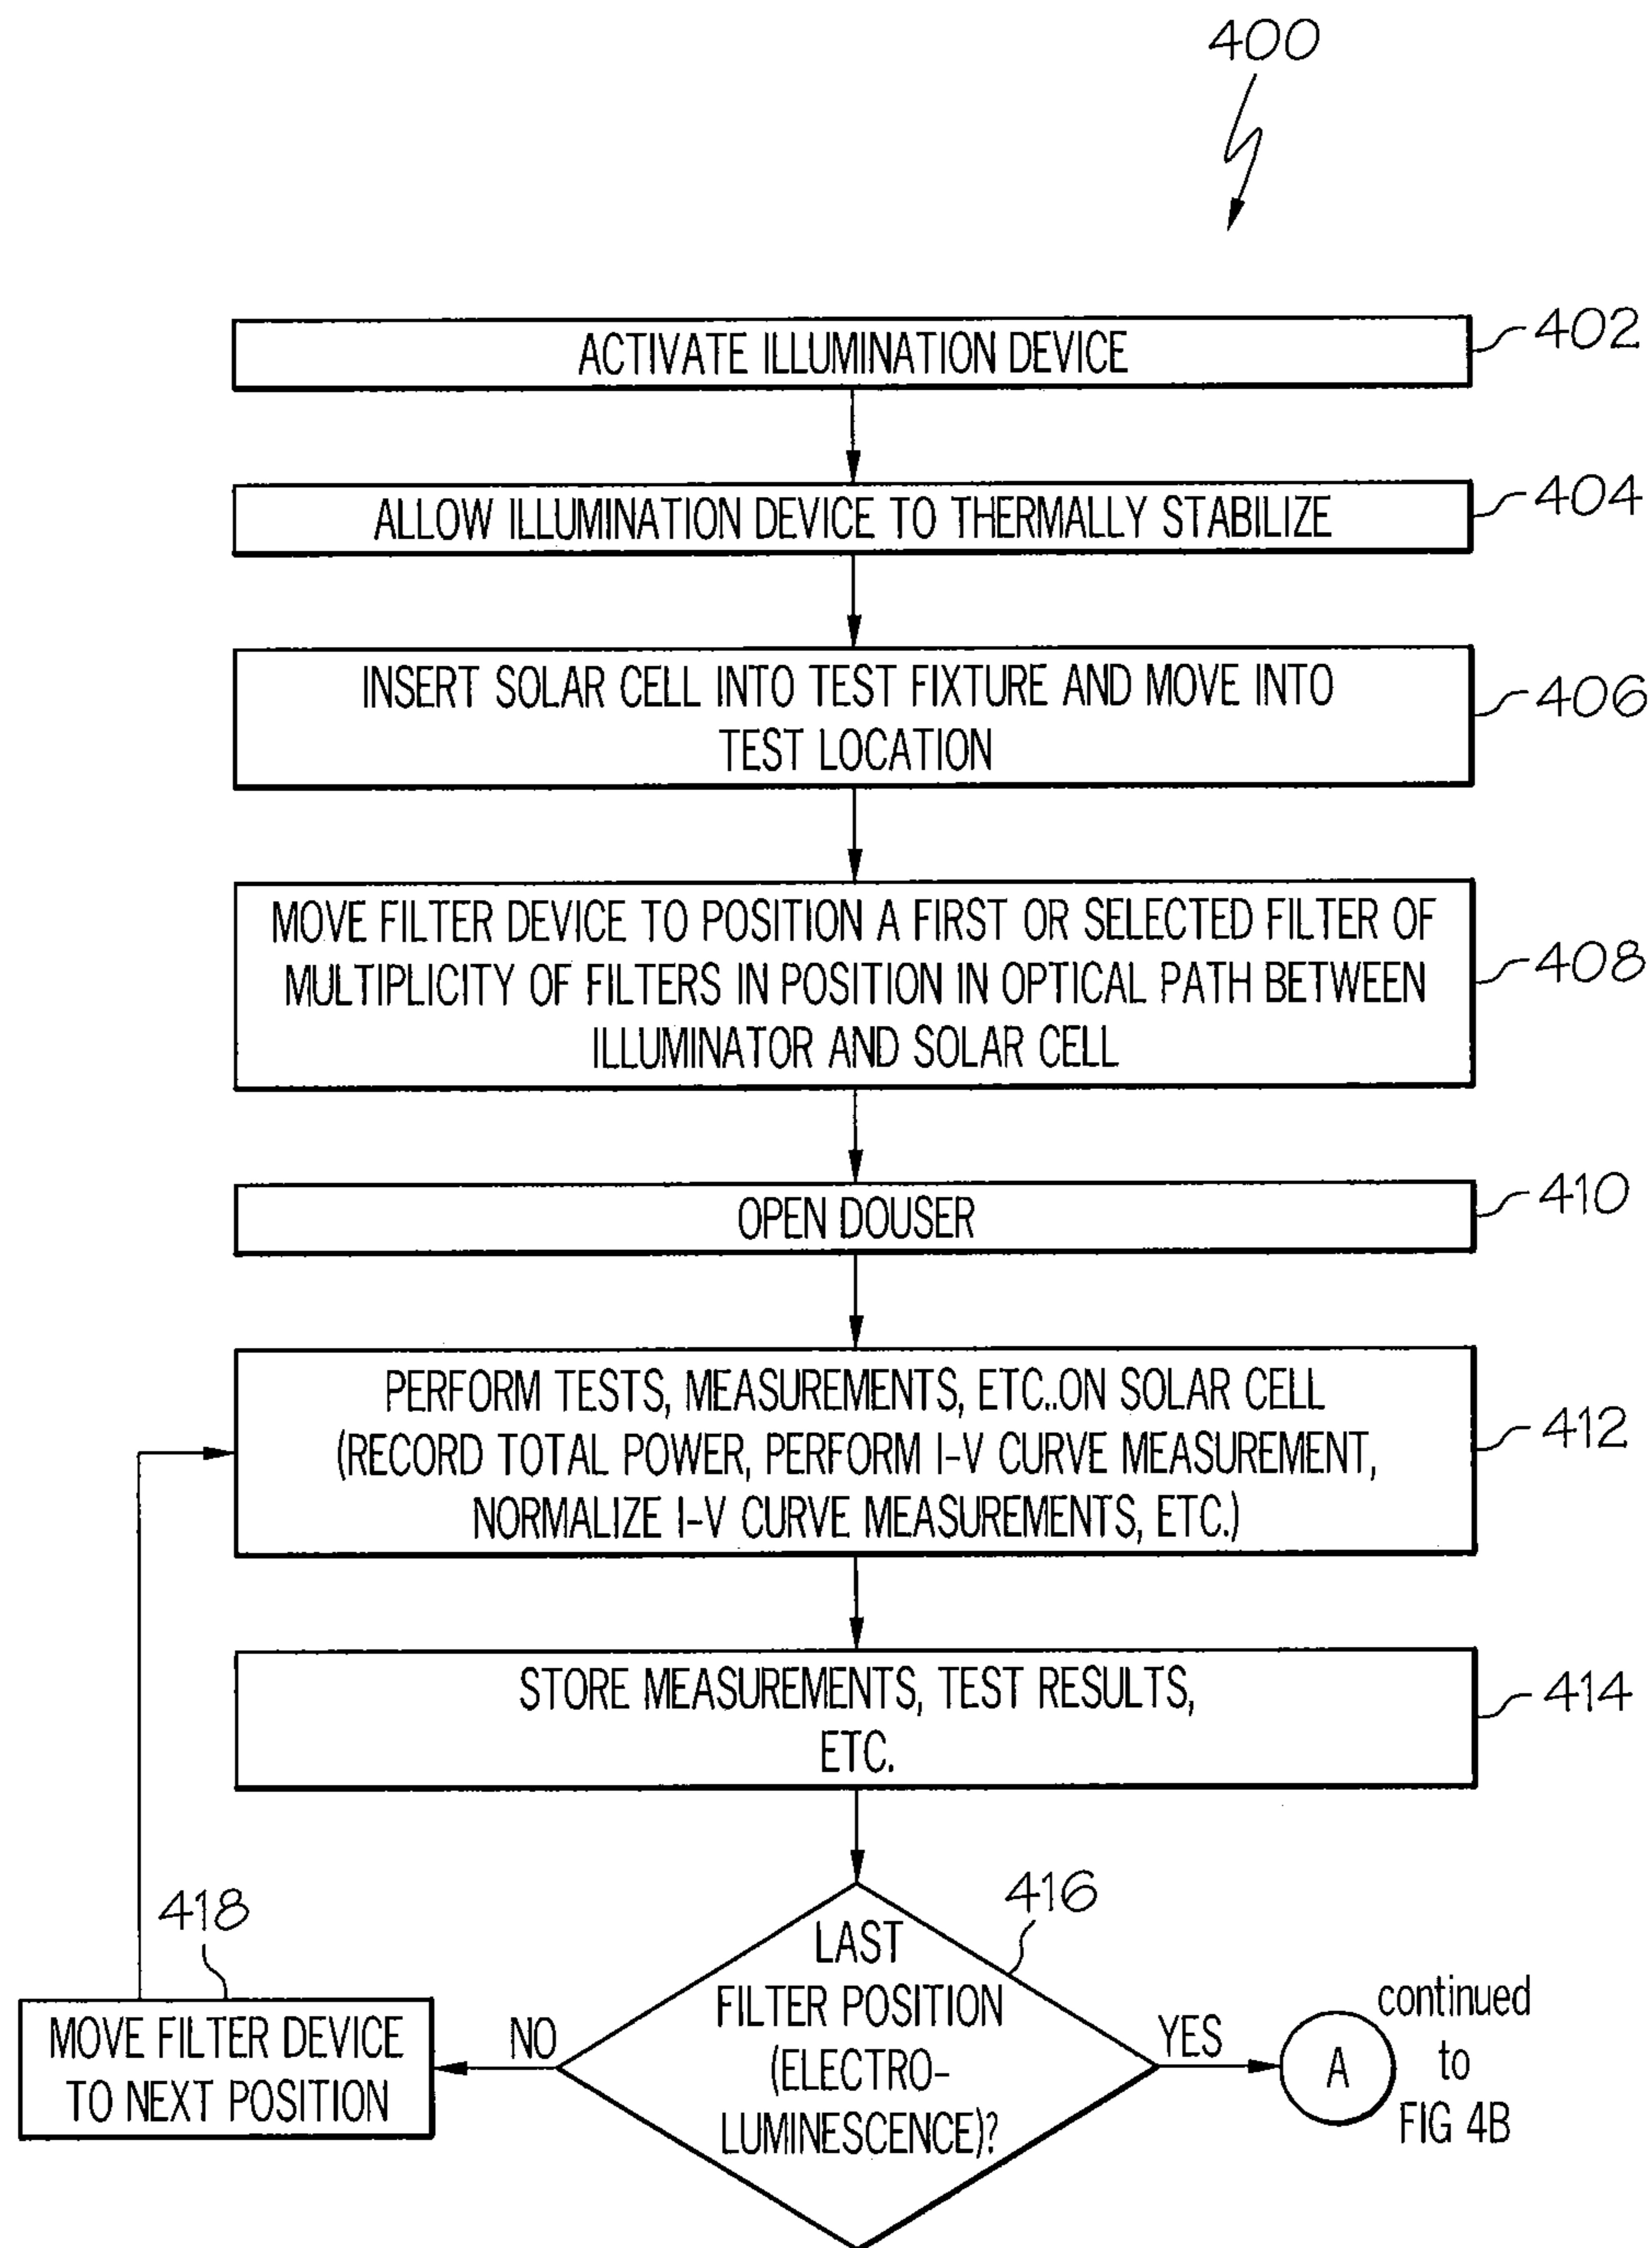 400
ACTIVATE ILLUMINATION DEVICE
402
ALLOW ILLUMINATION DEVICE TO THERMALLY STABILIZE
404
INSERT SOLAR CELL INTO TEST FIXTURE AND MOVE INTO
TEST LOCATION
406
MOVE FILTER DEVICE TO POSITION A FIRST OR SELECTED FILTER OF
MULTIPLICITY OF FILTERS IN POSITION IN OPTICAL PATH BETWEEN
ILLUMINATOR AND SOLAR CELL
408
OPEN DOUSER
410
PERFORM TESTS, MEASUREMENTS, ETC..ON SOLAR CELL
(RECORD TOTAL POWER, PERFORM I-V CURVE MEASUREMENT,
NORMALIZE I-V CURVE MEASUREMENTS, ETC.)
412
STORE MEASUREMENTS, TEST RESULTS,
ETC.
414
416
LAST
FILTER POSITION
(ELECTRO-
LUMINESCENCE)?
NO
418
MOVE FILTER DEVICE
TO NEXT POSITION
YES
A
continued
to
FIG 4B